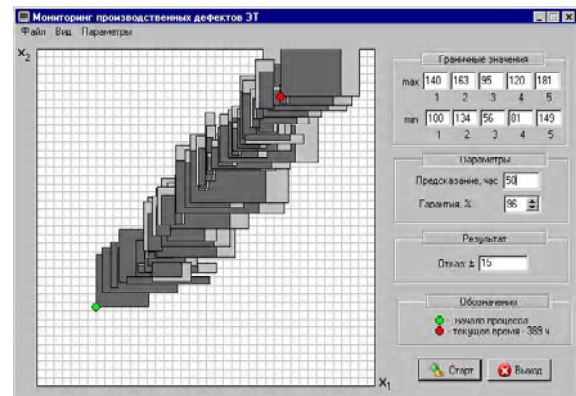 Мониторинг производственных дефектов ЭТ
Файл Вид Параметры
X2
Граничные значения
max 140 163 95 120 181
1 2 3 4 5
min 100 134 56 81 149
1 2 3 4 5
Параметры
Предсказание, час 50
Гарантия, % 96
Результат
Отказ ± 15
Обозначения
- начало процесса
- текущее время - 389 ч
Старт Выход
X1